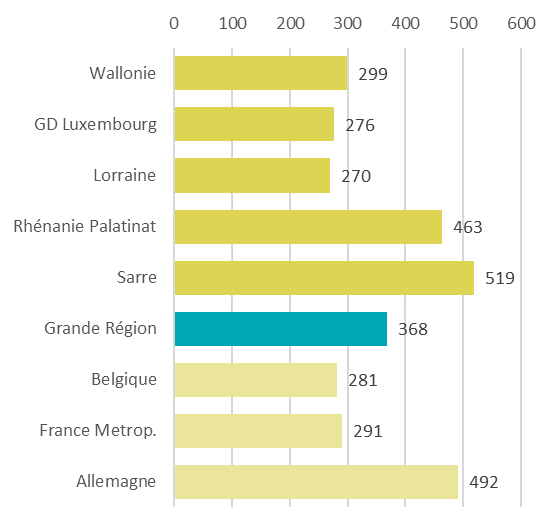 0 100 200 300 400 500 600
Wallonie 299
GD Luxembourg 276
Lorraine 270
Rhénanie Palatinat 463
Sarre 519
Grande Région 368
Belgique 281
France Metrop. 291
Allemagne 492